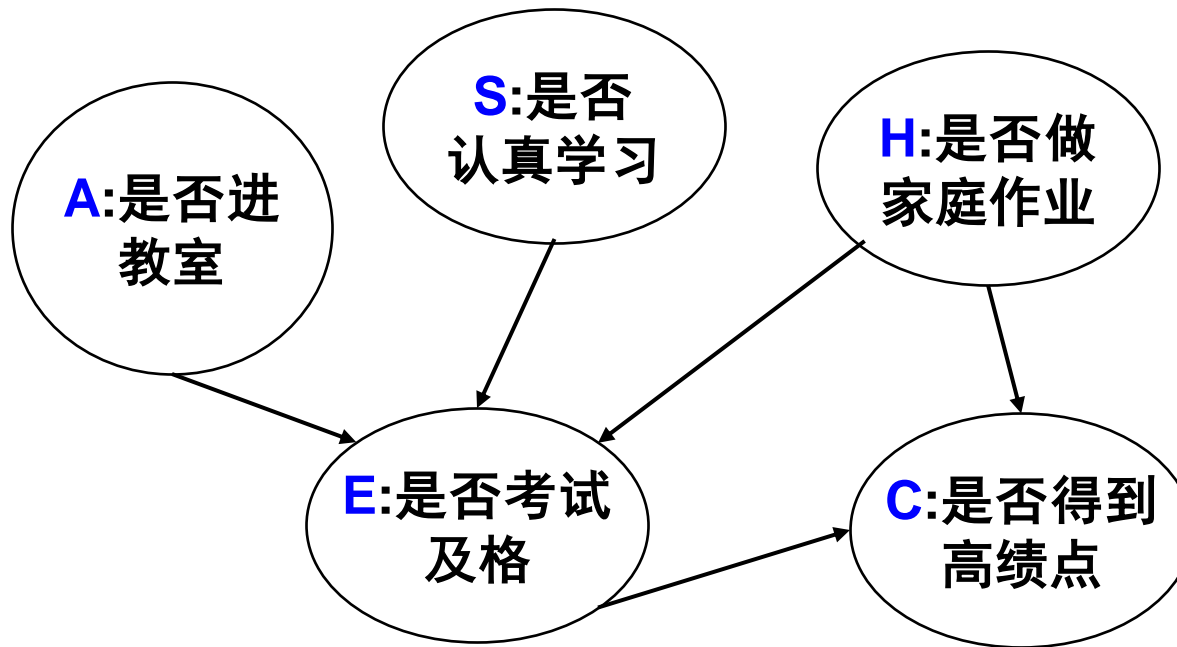 S:是否
认真学习
H:是否做
家庭作业
A:是否进
教室
E:是否考试
及格
C:是否得到
高绩点